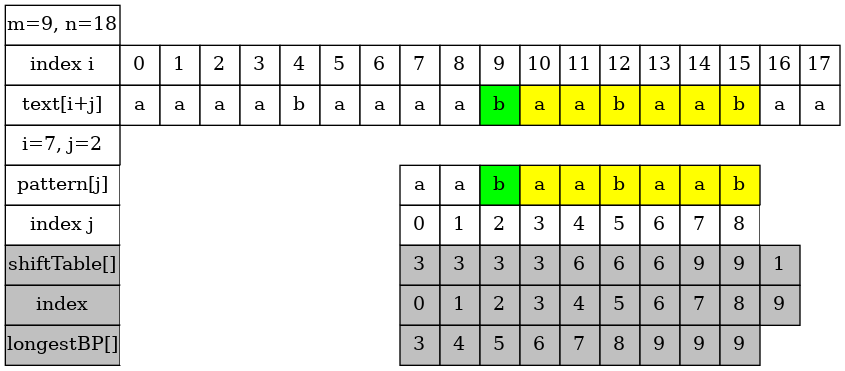 m=9, n=18
index i 0 1 2 3 4 5 6 7 8 9 10 11 12 13 14 15 16 17
text[i+j] a a a a b a a a a b a a b a a b a a
i=7, j=2
pattern[j] a a b a a b a a b
index j 0 1 2 3 4 5 6 7 8
shiftTable[] 3 3 3 3 6 6 6 9 9 1
index 0 1 2 3 4 5 6 7 8 9
longestBP[] 3 4 5 6 7 8 9 9 9